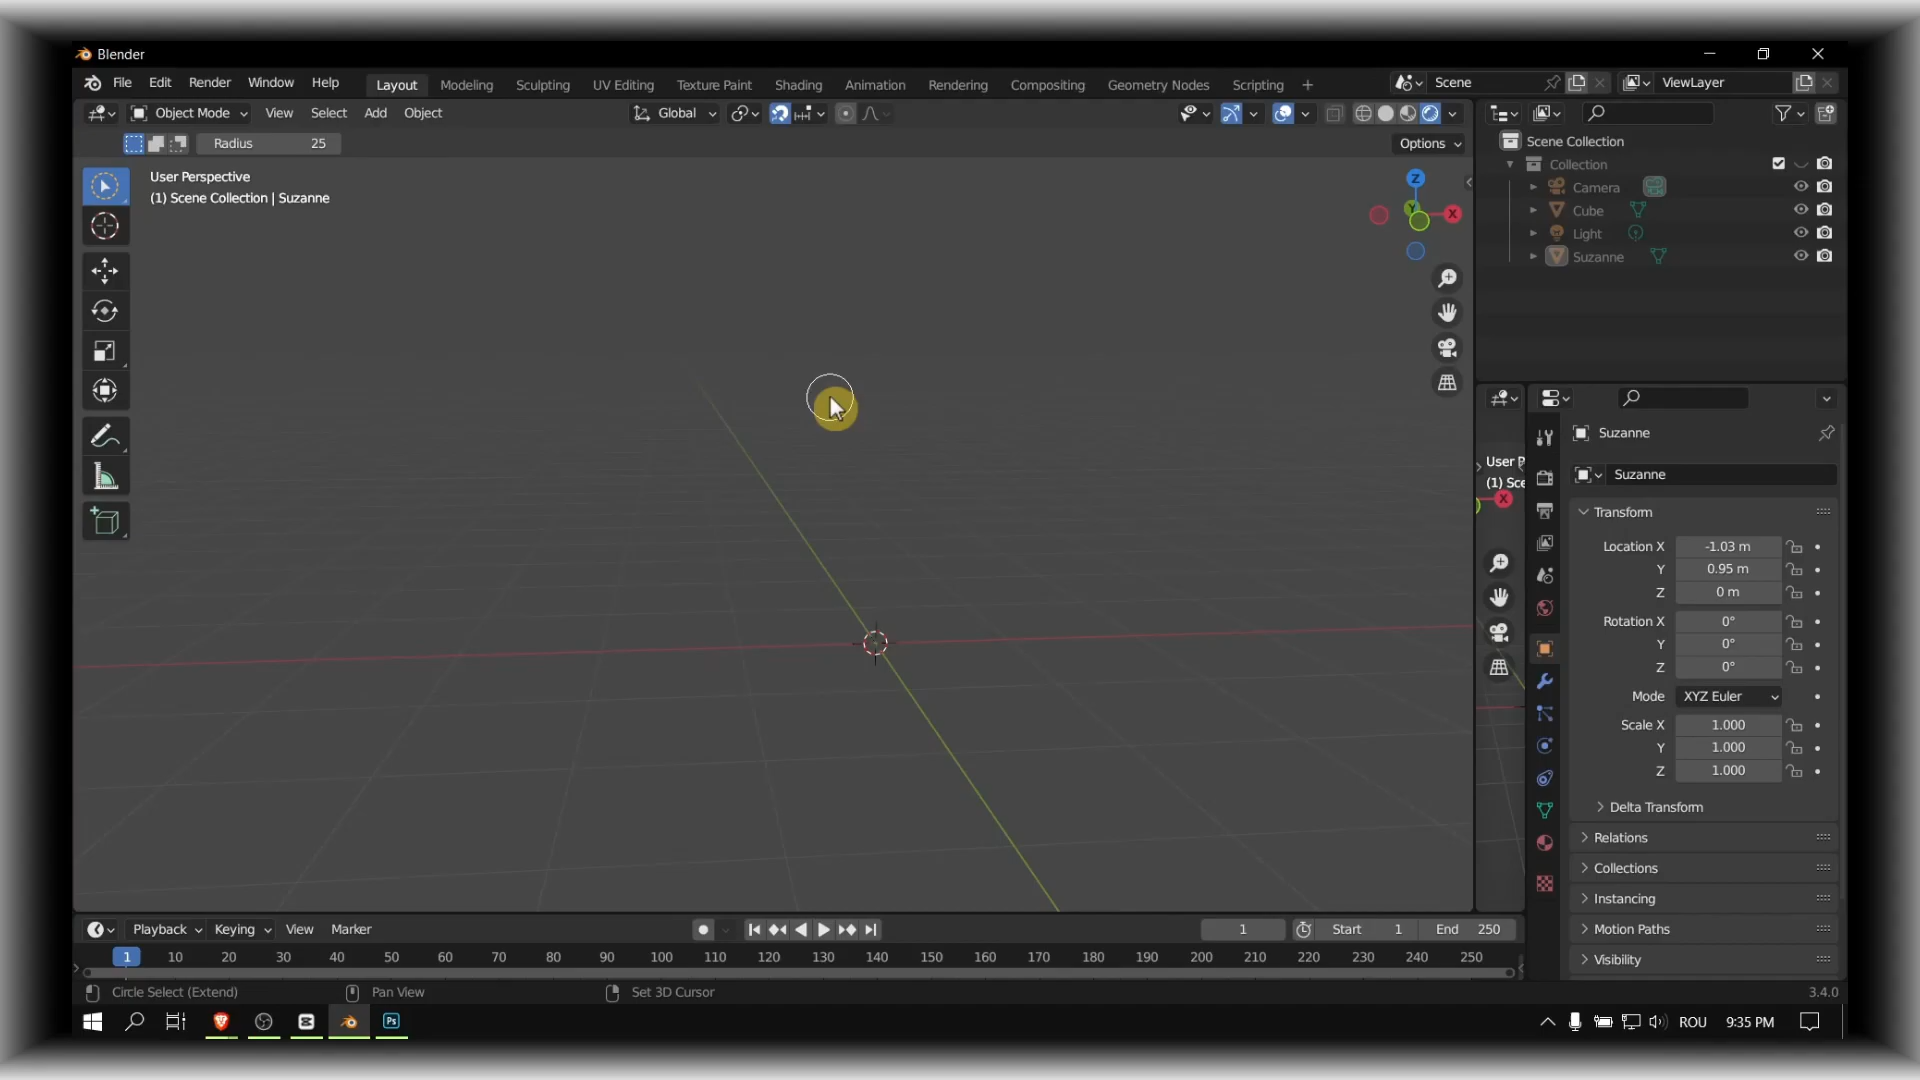 Blender
File Edit Render Window Help Layout Modeling Sculpting UV Editing Texture Paint Shading Animation Rendering Compositing Geometry Nodes Scripting + Scene ViewLayer
Object Mode View Select Add Object Global
Radius 25 Options
User Perspective
(1) Scene Collection | Suzanne
Z
Y
X
Scene Collection
Collection
Camera
Cube
Light
Suzanne
User P
(1) Sce
X
Suzanne
Suzanne
Transform
Location X -1.03 m
Y 0.95 m
Z 0 m
Rotation X 0°
Y 0°
Z 0°
Mode XYZ Euler
Scale X 1.000
Y 1.000
Z 1.000
Delta Transform
Relations
Collections
Instancing
Motion Paths
Visibility
Playback Keying View Marker 1 Start 1 End 250
1 10 20 30 40 50 60 70 80 90 100 110 120 130 140 150 160 170 180 190 200 210 220 230 240 250
Circle Select (Extend) Pan View Set 3D Cursor 3.4.0
Ps ROU 9:35 PM